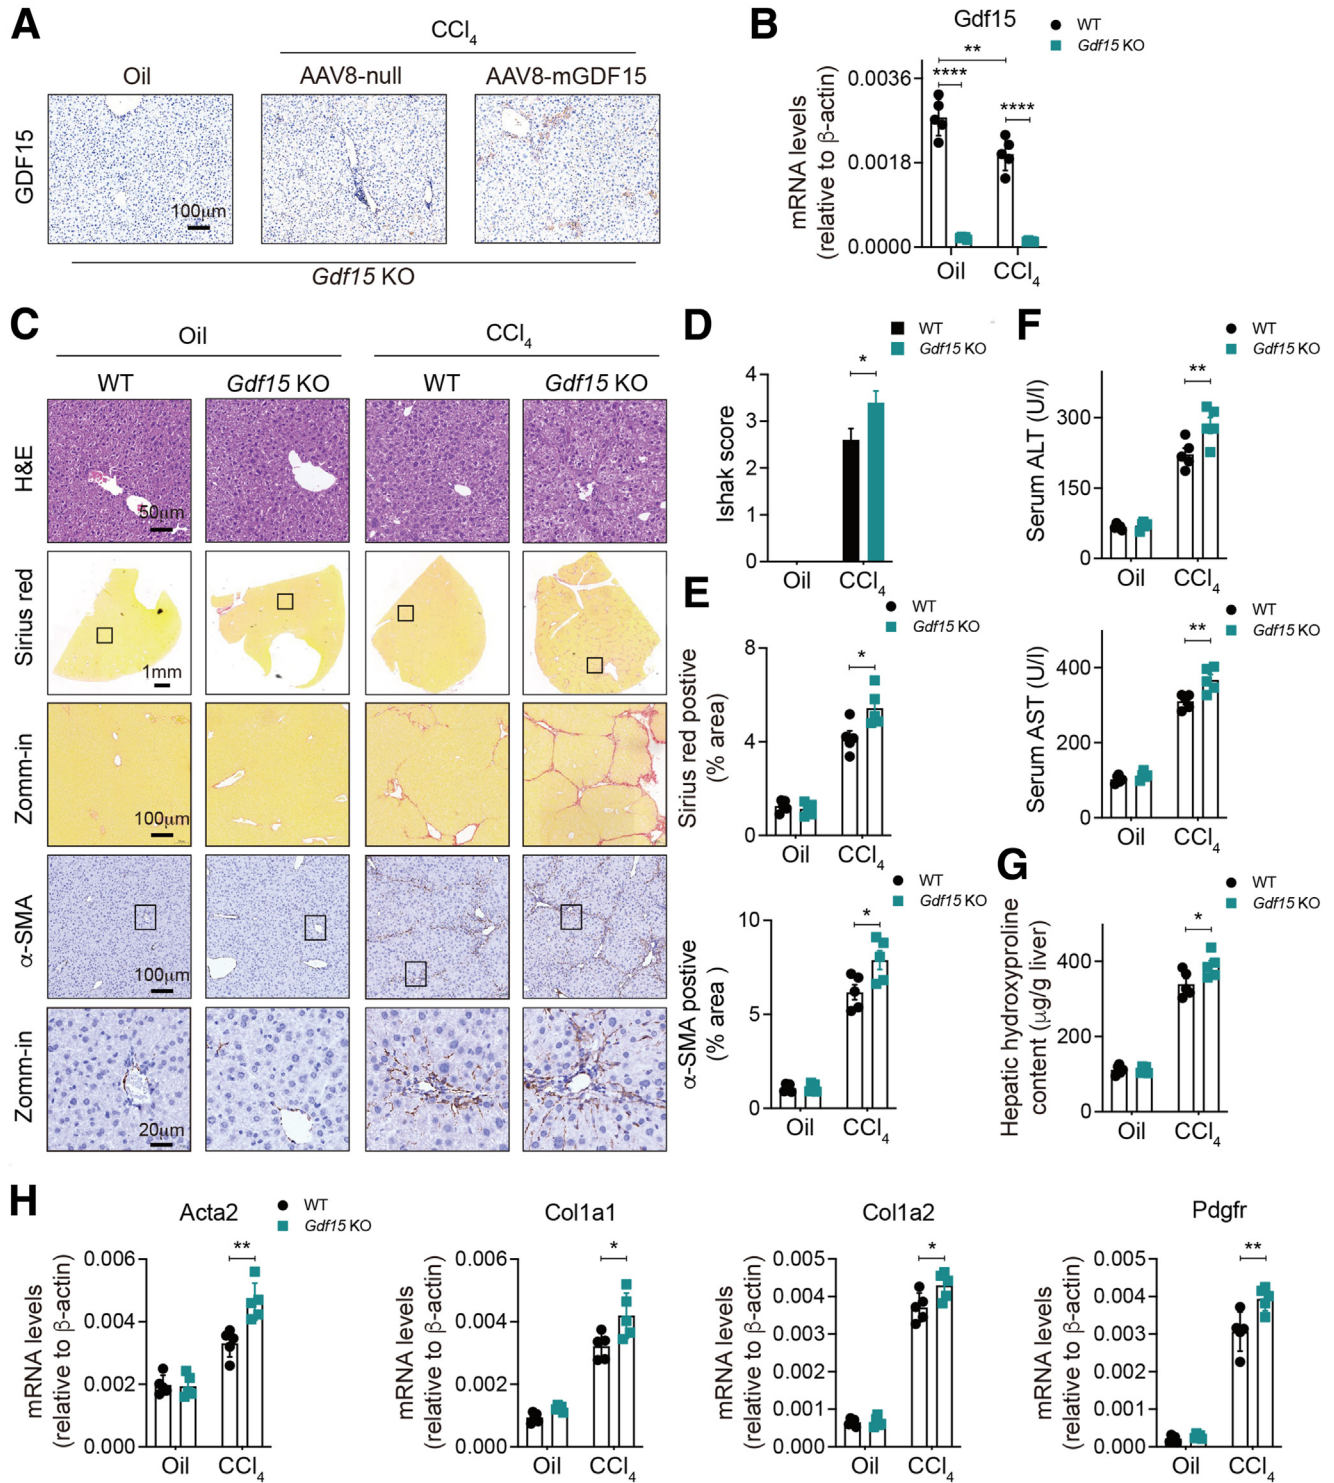 A
CCl4
Oil
AAV8-null
AAV8-mGDF15
GDF15
100μm
Gdf15 KO
B
Gdf15
WT
Gdf15 KO
**
****
****
mRNA levels
(relative to β-actin)
0.0036
0.0018
0.0000
Oil
CCl4
C
Oil
CCl4
WT
Gdf15 KO
WT
Gdf15 KO
H&E
50μm
Sirius red
1mm
Zomm-in
100μm
α-SMA
100μm
Zomm-in
20μm
D
WT
Gdf15 KO
*
Ishak score
4
3
2
1
0
Oil
CCl4
E
WT
Gdf15 KO
*
Sirius red postive
(% area)
8
4
0
Oil
CCl4
WT
Gdf15 KO
*
α-SMA postive
(% area )
10
5
0
Oil
CCl4
F
WT
Gdf15 KO
**
Serum ALT (U/l)
300
150
0
Oil
CCl4
WT
Gdf15 KO
**
Serum AST (U/l)
400
200
0
Oil
CCl4
G
WT
Gdf15 KO
*
Hepatic hydroxyproline
content (μg/g liver)
400
200
0
Oil
CCl4
H
Acta2
WT
Gdf15 KO
**
mRNA levels
(relative to β-actin)
0.006
0.004
0.002
0.000
Oil
CCl4
Col1a1
*
mRNA levels
(relative to β-actin)
0.006
0.004
0.002
0.000
Oil
CCl4
Col1a2
*
mRNA levels
(relative to β-actin)
0.005
0.004
0.003
0.002
0.001
0.000
Oil
CCl4
Pdgfr
**
mRNA levels
(relative to β-actin)
0.005
0.004
0.003
0.002
0.001
0.000
Oil
CCl4